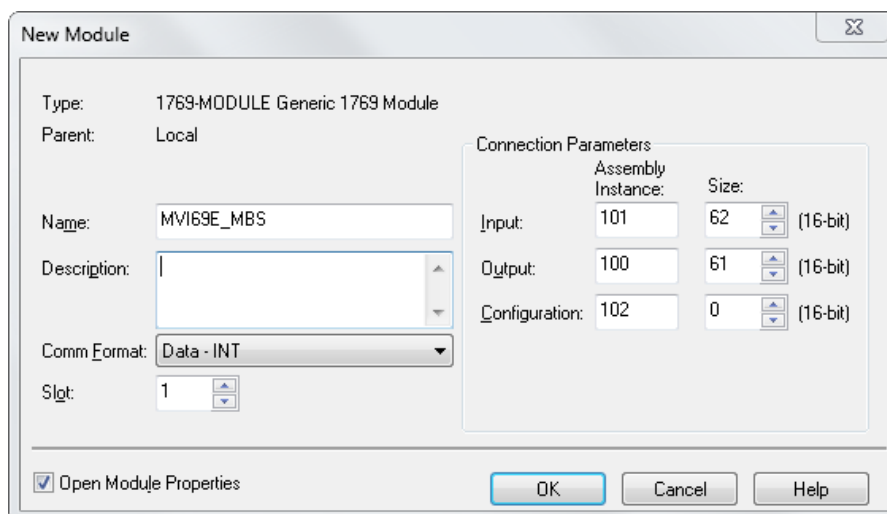 New Module
Type: 1769-MODULE Generic 1769 Module
Parent: Local
Connection Parameters
Assembly Instance: Size:
Name: MVI69E_MBS
Input: 101 62 (16-bit)
Description:
Output: 100 61 (16-bit)
Configuration: 102 0 (16-bit)
Comm Format: Data - INT
Slot: 1
Open Module Properties
OK Cancel Help